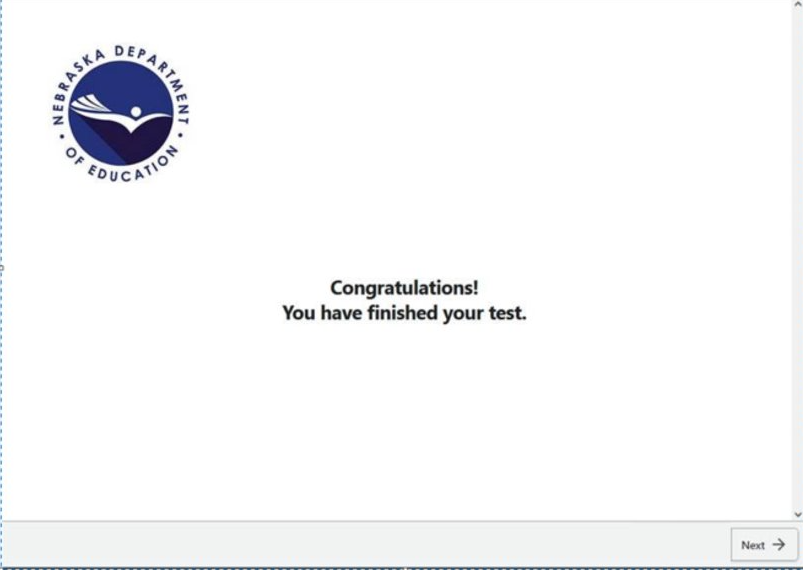 NEBRASKA DEPARTMENT
• OF EDUCATION •
Congratulations!
You have finished your test.
Next →